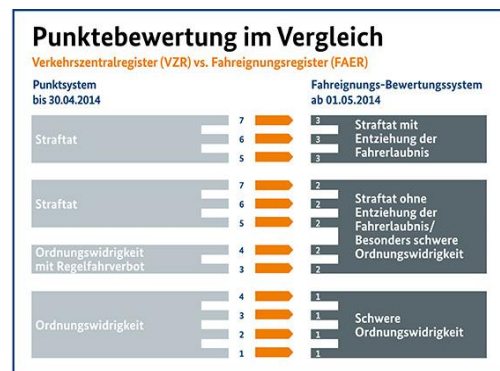 Punktebewertung im Vergleich
Verkehrszentralregister (VZR) vs. Fahreignungsregister (FAER)
Punktsystem
bis 30.04.2014
Fahreignungs-Bewertungssystem
ab 01.05.2014
Straftat
7 3
6 3
5 3
Straftat mit
Entziehung der
Fahrerlaubnis
Straftat
7 2
6 2
5 2
Ordnungswidrigkeit
mit Regelfahrverbot
4 2
3 2
Straftat ohne
Entziehung der
Fahrerlaubnis/
Besonders schwere
Ordnungswidrigkeit
Ordnungswidrigkeit
4 1
3 1
2 1
1 1
Schwere
Ordnungswidrigkeit